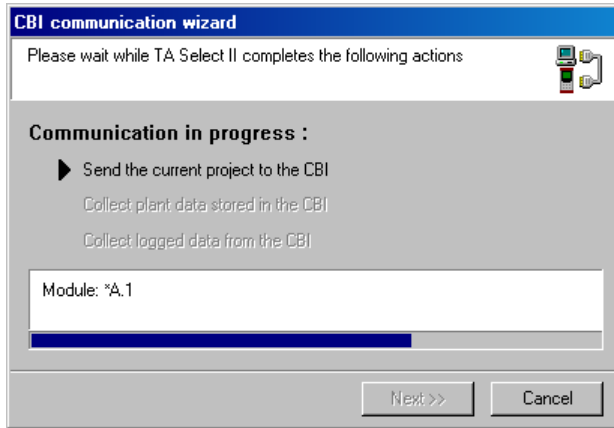 CBI communication wizard
Please wait while TA Select II completes the following actions
Communication in progress :
Send the current project to the CBI
Collect plant data stored in the CBI
Collect logged data from the CBI
Module: *A.1
Next >>
Cancel